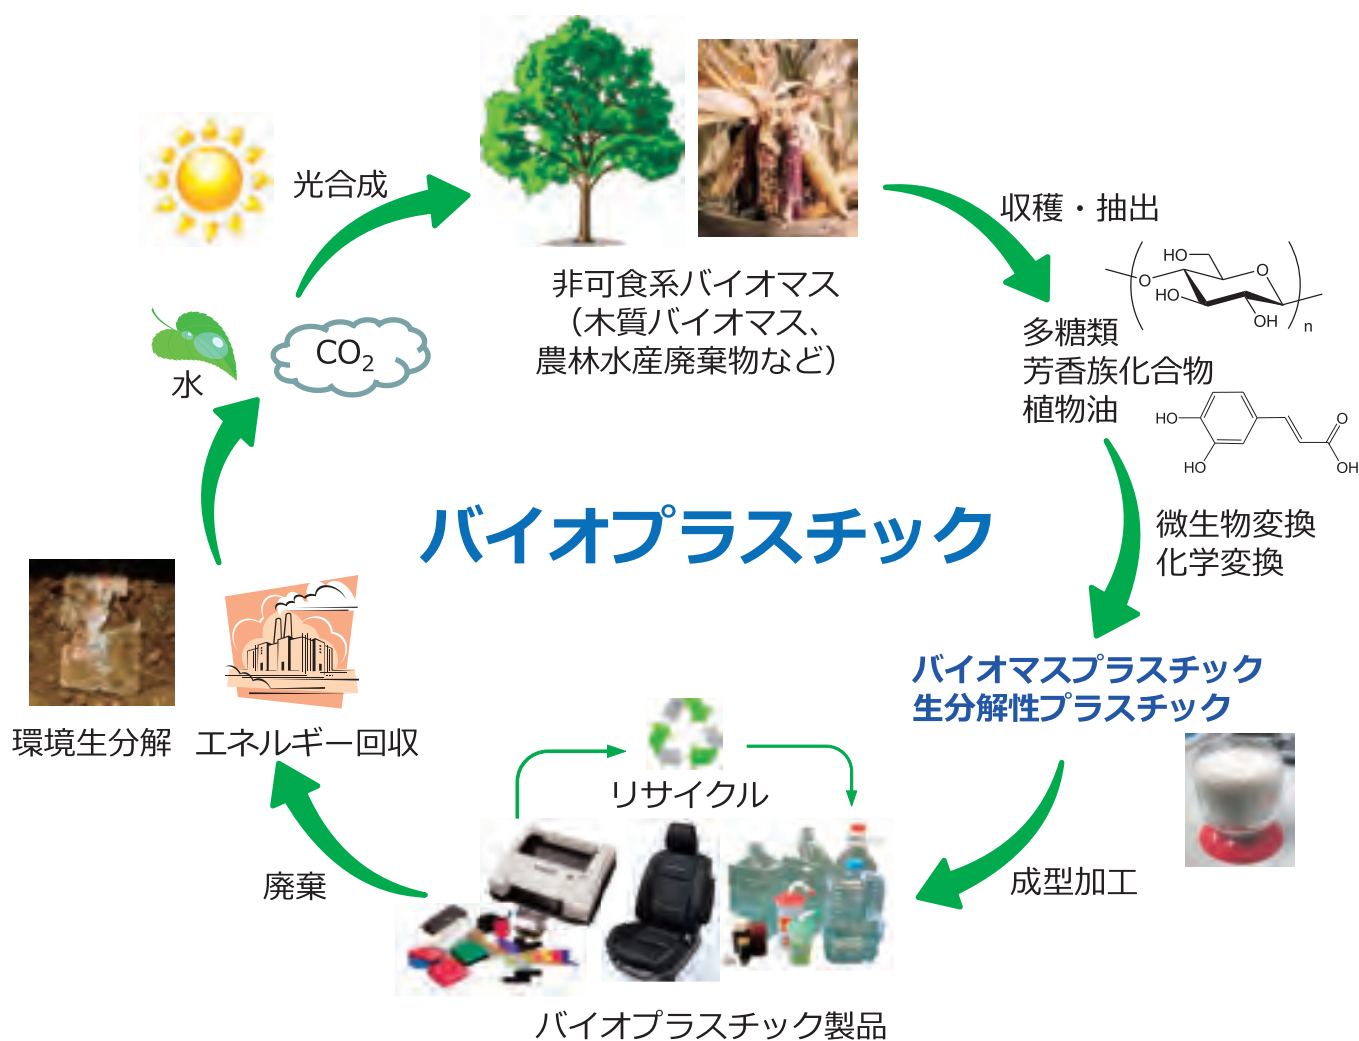 光合成
収穫・抽出
非可食系バイオマス
（木質バイオマス、
農林水産廃棄物など）
HO
O
O
HO
OH
n
CO2
水
多糖類
芳香族化合物
植物油
HO
HO
O
OH
バイオプラスチック
微生物変換
化学変換
バイオマスプラスチック
生分解性プラスチック
環境生分解
エネルギー回収
リサイクル
廃棄
成型加工
バイオプラスチック製品